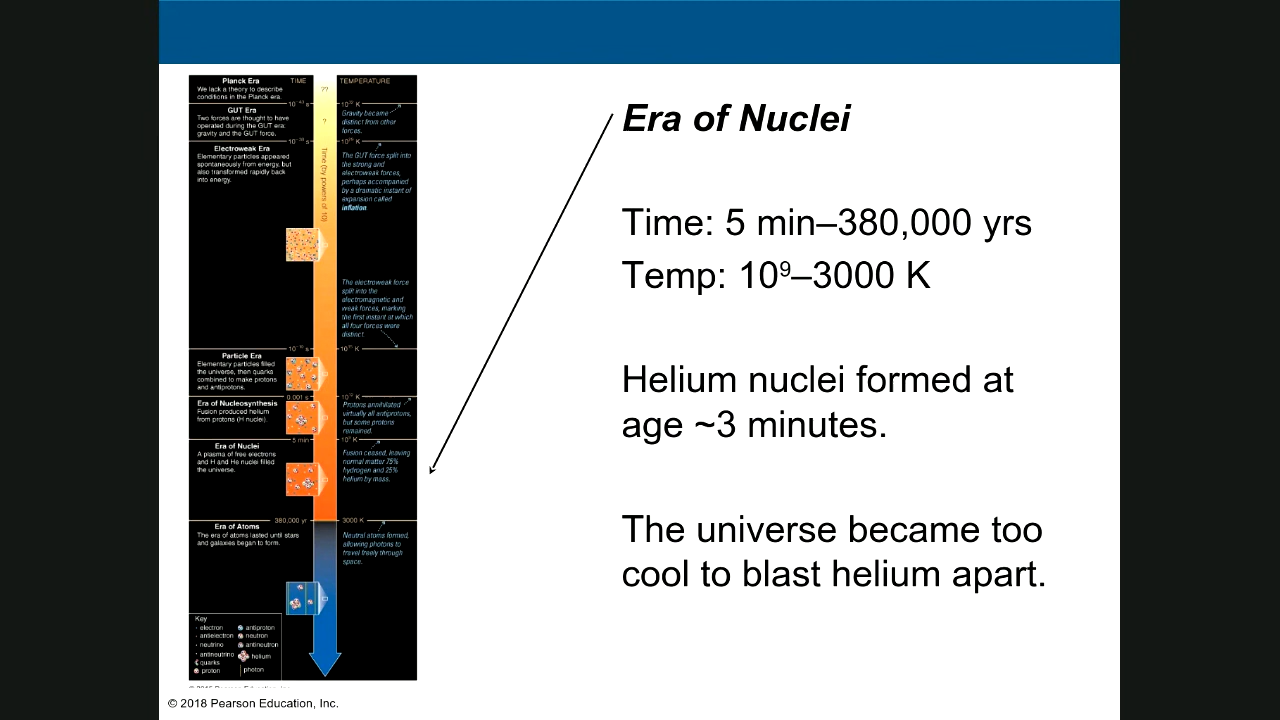 Planck Era
We lack a theory to describe
conditions in the Planck era.
TIME
TEMPERATURE
??
GUT Era
Two forces are thought to have
operated during the GUT era:
gravity and the GUT force.
?
Gravity became
distinct from other
forces.
Electroweak Era
Elementary particles appeared
spontaneously from energy, but
also transformed rapidly back
into energy.
Time (by powers of 10)
The GUT force split into
the strong and
electroweak forces,
perhaps accompanied
by a dramatic instant of
expansion called
inflation
The electroweak force
split into the
electromagnetic and
weak forces, marking
the first instant at which
all four forces were
distinct.
Particle Era
Elementary particles filled
the universe, then quarks
combined to make protons
and antiprotons.
0.001 s
Era of Nucleosynthesis
Fusion produced helium
from protons (H nuclei)
Protons annihilated
virtually all antiprotons,
but some protons
remained.
5 min
10⁹ K
Era of Nuclei
A plasma of free electrons
and H and He nuclei filled
the universe.
Fusion ceased, leaving
normal matter 75%
hydrogen and 25%
helium by mass.
380,000 yr
3000 K
Era of Atoms
The era of atoms lasted until stars
and galaxies began to form.
Neutral atoms formed,
allowing photons to
travel freely through
space.
Key
electron
antielectron
neutrino
antineutrino
quarks
proton
antiproton
neutron
antineutron
helium
photon
Era of Nuclei
Time: 5 min–380,000 yrs
Temp: 10⁹–3000 K
Helium nuclei formed at
age ~3 minutes.
The universe became too
cool to blast helium apart.
© 2018 Pearson Education, Inc.